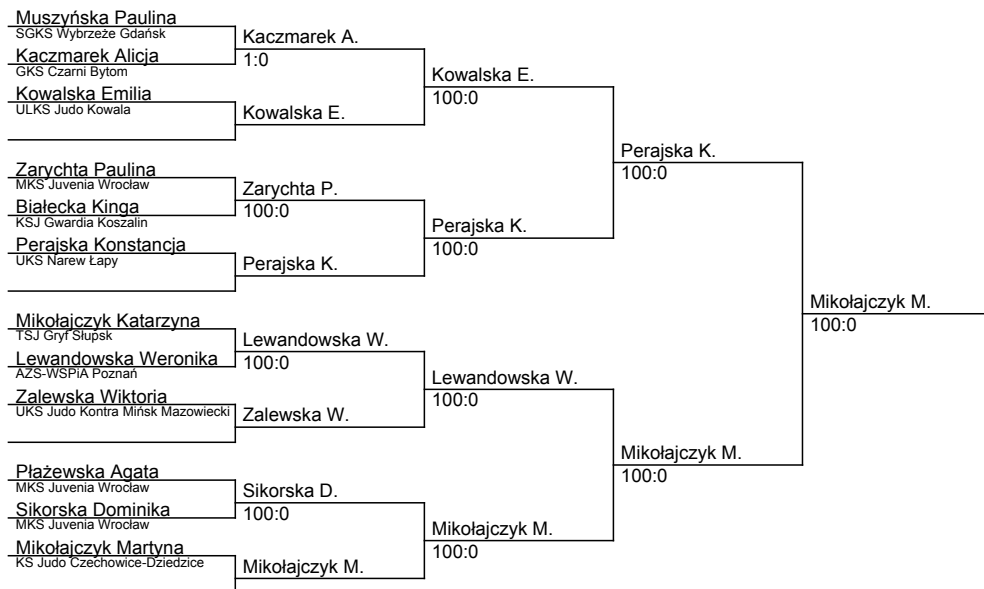 Muszyńska Paulina
SGKS Wybrzeże Gdańsk
Kaczmarek Alicja
GKS Czarni Bytom
Kowalska Emilia
ULKS Judo Kowala
Zarychta Paulina
MKS Juvenia Wrocław
Białecka Kinga
KSJ Gwardia Koszalin
Perajska Konstancja
UKS Narew Łapy
Mikołajczyk Katarzyna
TSJ Gryf Słupsk
Lewandowska Weronika
AZS-WSPiA Poznań
Zalewska Wiktoria
UKS Judo Kontra Mińsk Mazowiecki
Płażewska Agata
MKS Juvenia Wrocław
Sikorska Dominika
MKS Juvenia Wrocław
Mikołajczyk Martyna
KS Judo Czechowice-Dziedzice
Kaczmarek A.
1:0
Kowalska E.
Zarychta P.
100:0
Perajska K.
Lewandowska W.
100:0
Zalewska W.
Sikorska D.
100:0
Mikołajczyk M.
Kowalska E.
100:0
Perajska K.
100:0
Lewandowska W.
100:0
Mikołajczyk M.
100:0
Perajska K.
100:0
Mikołajczyk M.
100:0
Mikołajczyk M.
100:0